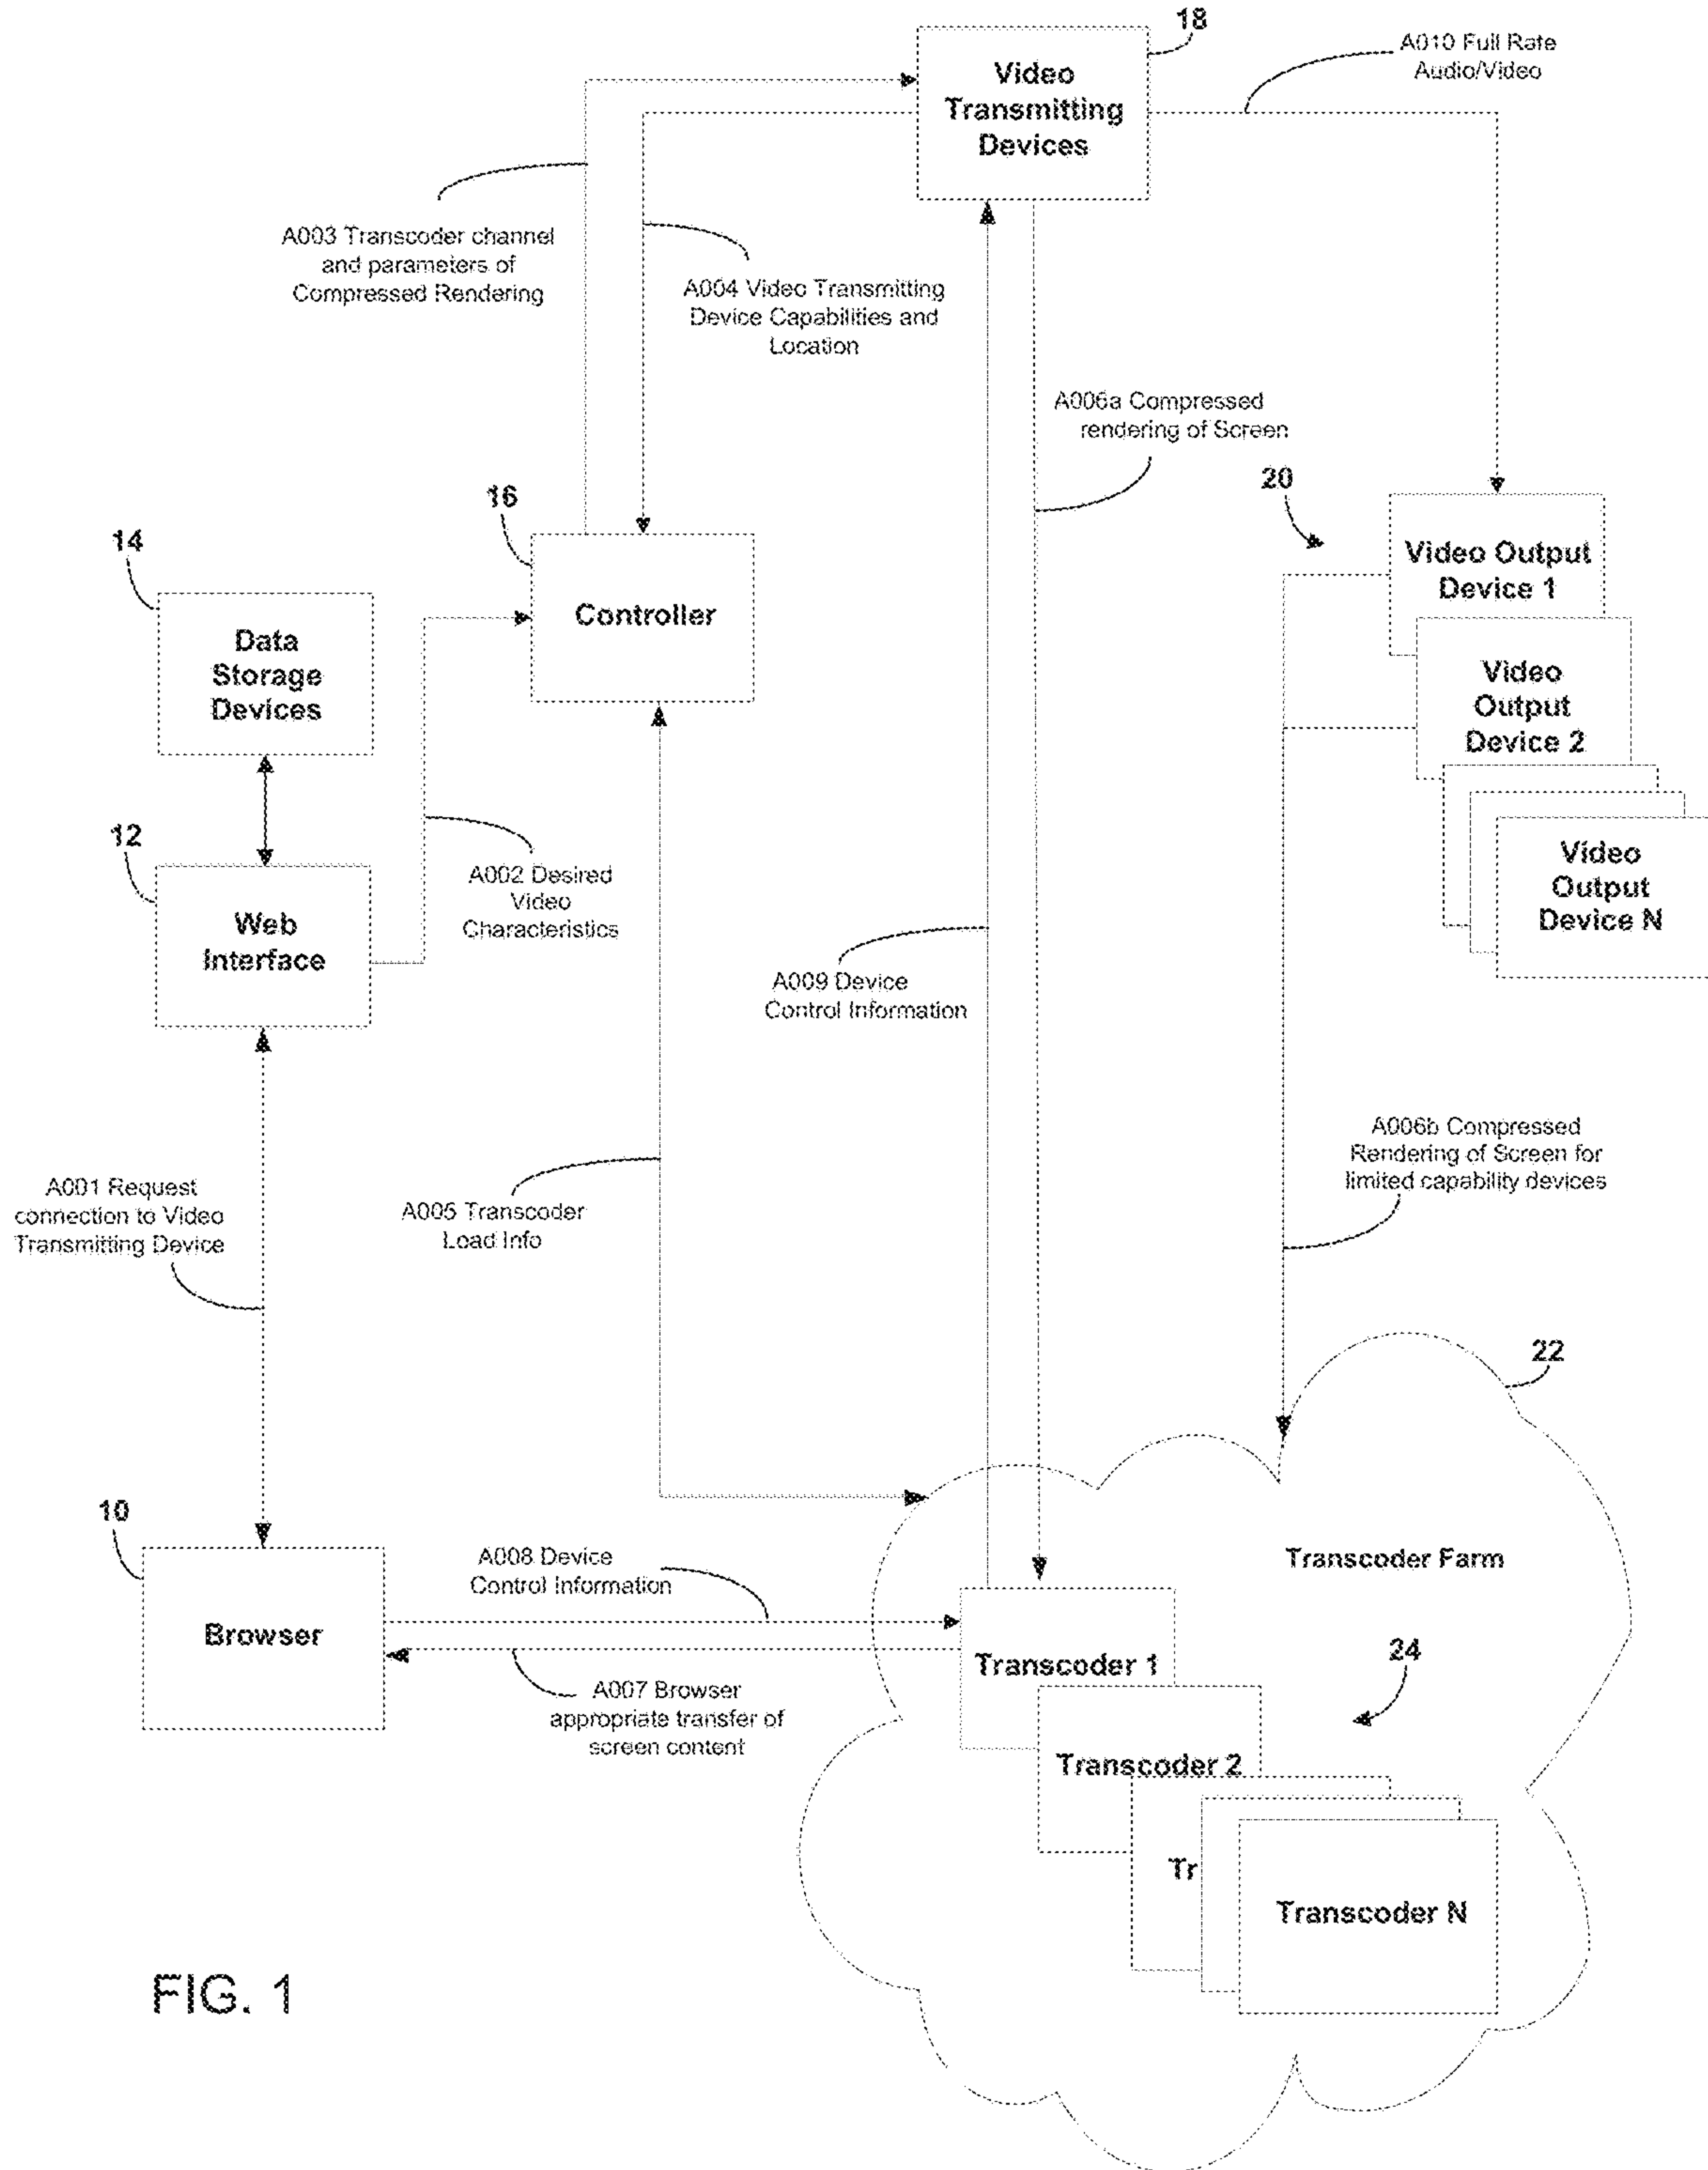 18
Video
Transmitting
Devices
A010 Full Rate
Audio/Video
A003 Transcoder channel
and parameters of
Compressed Rendering
A004 Video Transmitting
Device Capabilities and
Location
A006a Compressed
rendering of Screen
20
16
14
Controller
Data
Storage
Devices
Video Output
Device 1
Video
Output
Device 2
Video
Output
Device N
12
Web
Interface
A002 Desired
Video
Characteristics
A009 Device
Control Information
A006b Compressed
Rendering of Screen for
limited capability devices
A001 Request
connection to Video
Transmitting Device
A005 Transcoder
Load Info
22
10
Browser
A008 Device
Control Information
A007 Browser
appropriate transfer of
screen content
Transcoder Farm
24
Transcoder 1
Transcoder 2
Tr
Transcoder N
FIG. 1